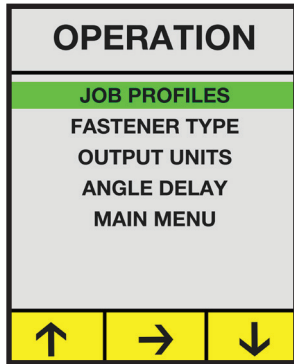 OPERATION
JOB PROFILES
FASTENER TYPE
OUTPUT UNITS
ANGLE DELAY
MAIN MENU
↑ → ↓